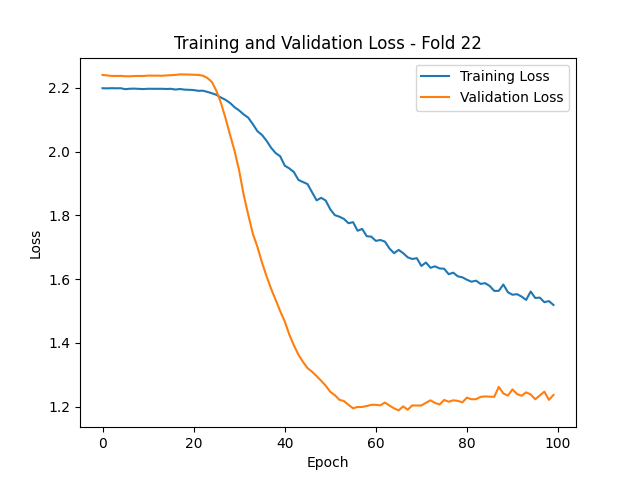 Training and Validation Loss - Fold 22
Training Loss
Validation Loss
2.2
2.0
1.8
1.6
1.4
1.2
Loss
0 20 40 60 80 100
Epoch